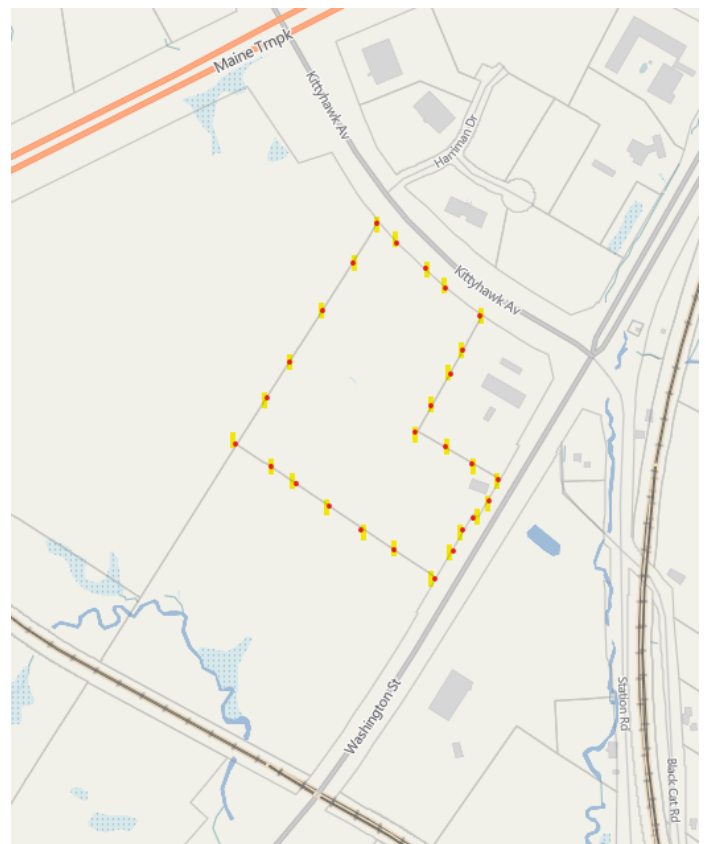 Maine Trnpk
Kittyhawk Av
Harriman Dr
Kittyhawk Av
Washington St
Station Rd
Black Cat Rd